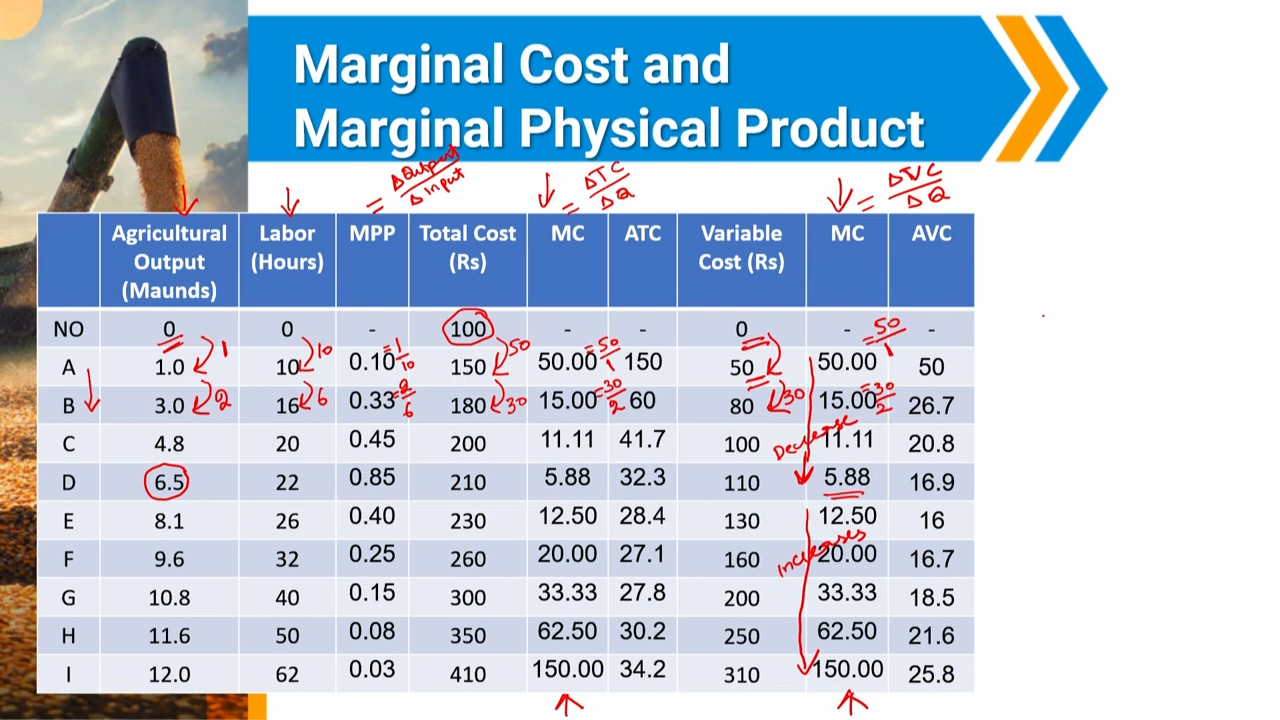 Marginal Cost and
Marginal Physical Product
= ΔOutput/ΔInput
= ΔTC/ΔQ
= ΔVC/ΔQ
Agricultural Output (Maunds) Labor (Hours) MPP Total Cost (Rs) MC ATC Variable Cost (Rs) MC AVC
NO 0 0 - 100 - - 0 - -
= 50/1
1 10 = 1/10 50 = 50/1
A 1.0 10 0.10 150 50.00 150 50 50.00 50
2 6 = 2/6 30 = 30/2 30 = 30/2
B 3.0 16 0.33 180 15.00 60 80 15.00 26.7
Decrease
C 4.8 20 0.45 200 11.11 41.7 100 11.11 20.8
D 6.5 22 0.85 210 5.88 32.3 110 5.88 16.9
E 8.1 26 0.40 230 12.50 28.4 130 12.50 16
Increases
F 9.6 32 0.25 260 20.00 27.1 160 20.00 16.7
G 10.8 40 0.15 300 33.33 27.8 200 33.33 18.5
H 11.6 50 0.08 350 62.50 30.2 250 62.50 21.6
I 12.0 62 0.03 410 150.00 34.2 310 150.00 25.8